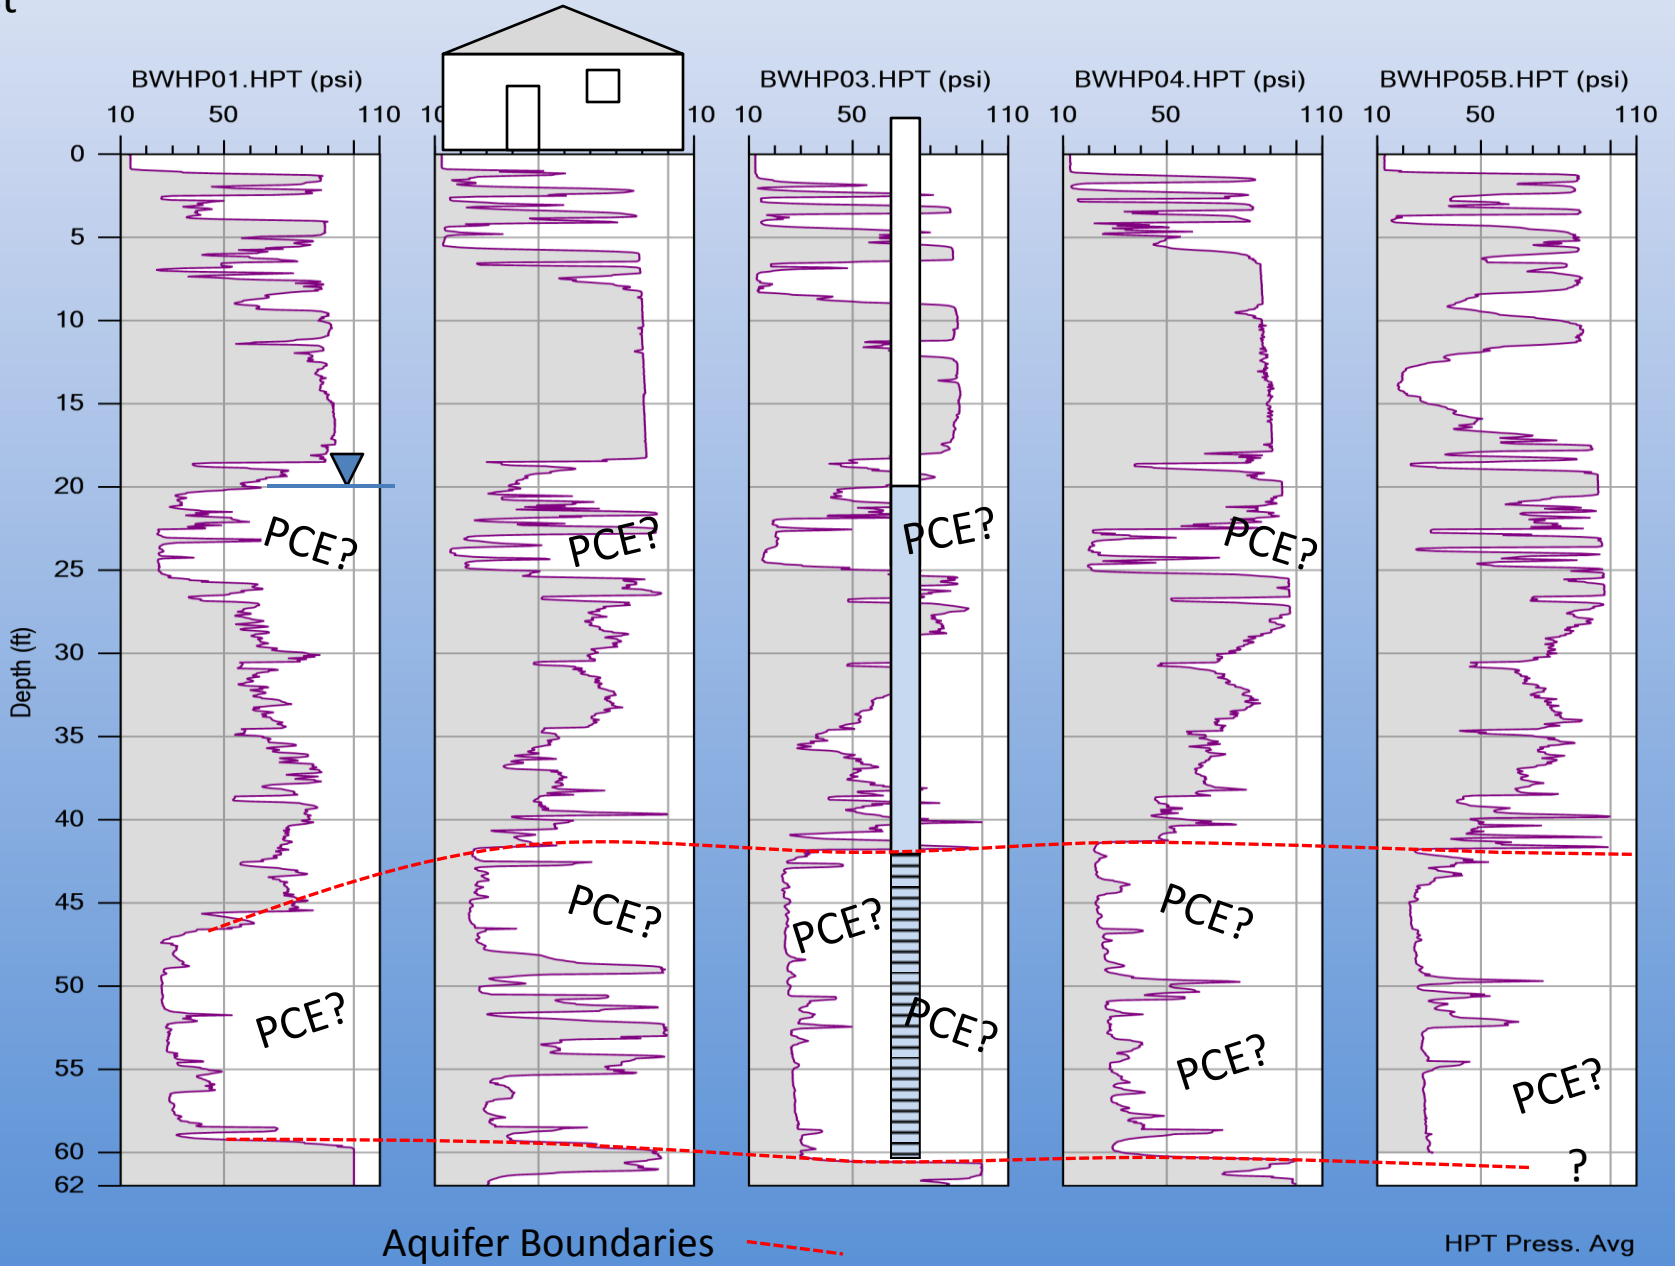 BWHP01.HPT (psi)
BWHP03.HPT (psi)
BWHP04.HPT (psi)
BWHP05B.HPT (psi)
10 50 110
10 10
10 50 110
10 50 110
10 50 110
0
5
10
15
20
25
30
35
40
45
50
55
60
62
Depth (ft)
PCE?
PCE?
PCE?
PCE?
PCE?
PCE?
PCE?
PCE?
PCE?
PCE?
PCE?
?
Aquifer Boundaries
HPT Press. Avg